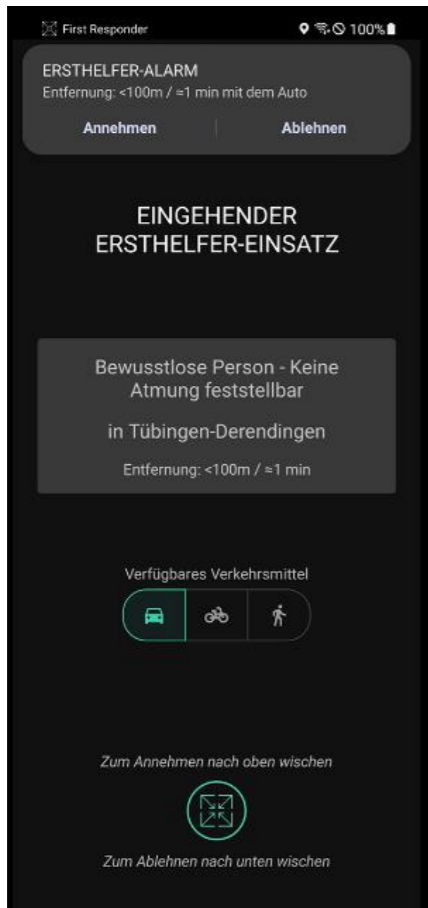 First Responder 100%
ERSTHELFER-ALARM
Entfernung: <100m / ≈1 min mit dem Auto
Annehmen Ablehnen
EINGEHENDER
ERSTHELFER-EINSATZ
Bewusstlose Person - Keine
Atmung feststellbar
in Tübingen-Derendingen
Entfernung: <100m / ≈1 min
Verfügbares Verkehrsmittel
Zum Annehmen nach oben wischen
Zum Ablehnen nach unten wischen